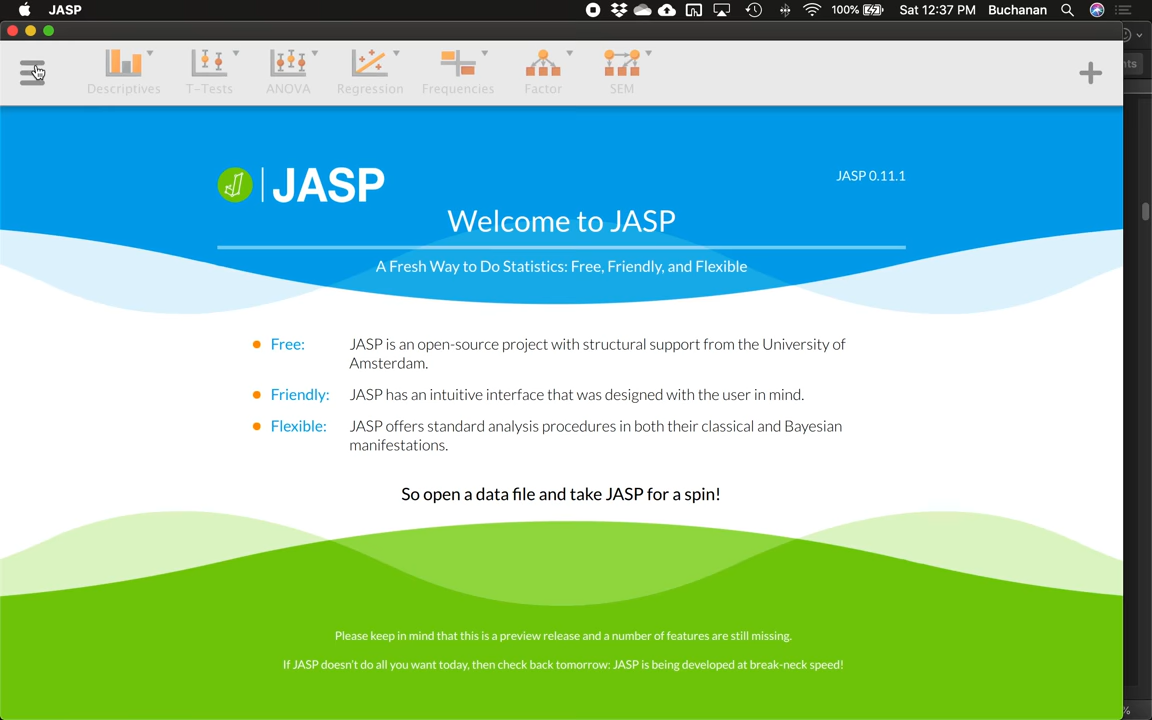 JASP
100%
Sat 12:37 PM
Buchanan
nts
Descriptives
T-Tests
ANOVA
Regression
Frequencies
Factor
SEM
JASP
JASP 0.11.1
Welcome to JASP
A Fresh Way to Do Statistics: Free, Friendly, and Flexible
Free: JASP is an open-source project with structural support from the University of
Amsterdam.
Friendly: JASP has an intuitive interface that was designed with the user in mind.
Flexible: JASP offers standard analysis procedures in both their classical and Bayesian
manifestations.
So open a data file and take JASP for a spin!
Please keep in mind that this is a preview release and a number of features are still missing.
If JASP doesn't do all you want today, then check back tomorrow: JASP is being developed at break-neck speed!
%